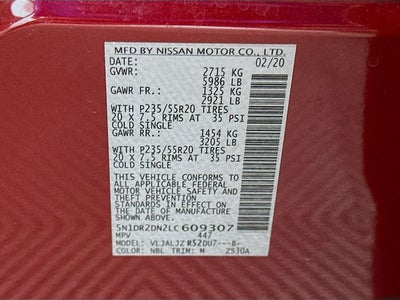 MFD BY NISSAN MOTOR CO., LTD.
DATE: 02/20
GVWR: 2715 KG
5986 LB
GAWR FR.: 1325 KG
2921 LB
WITH P235/55R20 TIRES
20 X 7.5 RIMS AT 35 PSI
COLD SINGLE
GAWR RR.: 1454 KG
3205 LB
WITH P235/55R20 TIRES
20 X 7.5 RIMS AT 35 PSI
COLD SINGLE
THIS VEHICLE CONFORMS TO
ALL APPLICABLE FEDERAL
MOTOR VEHICLE SAFETY AND
THEFT PREVENTION
STANDARDS IN EFFECT ON THE
DATE OF MANUFACTURE
SHOWN ABOVE.
5N1DR2DN2LC609307
MPV 447
MODEL: VLJALJZ R52DU7---B-
COLOR: NBL TRIM: M ZS30A